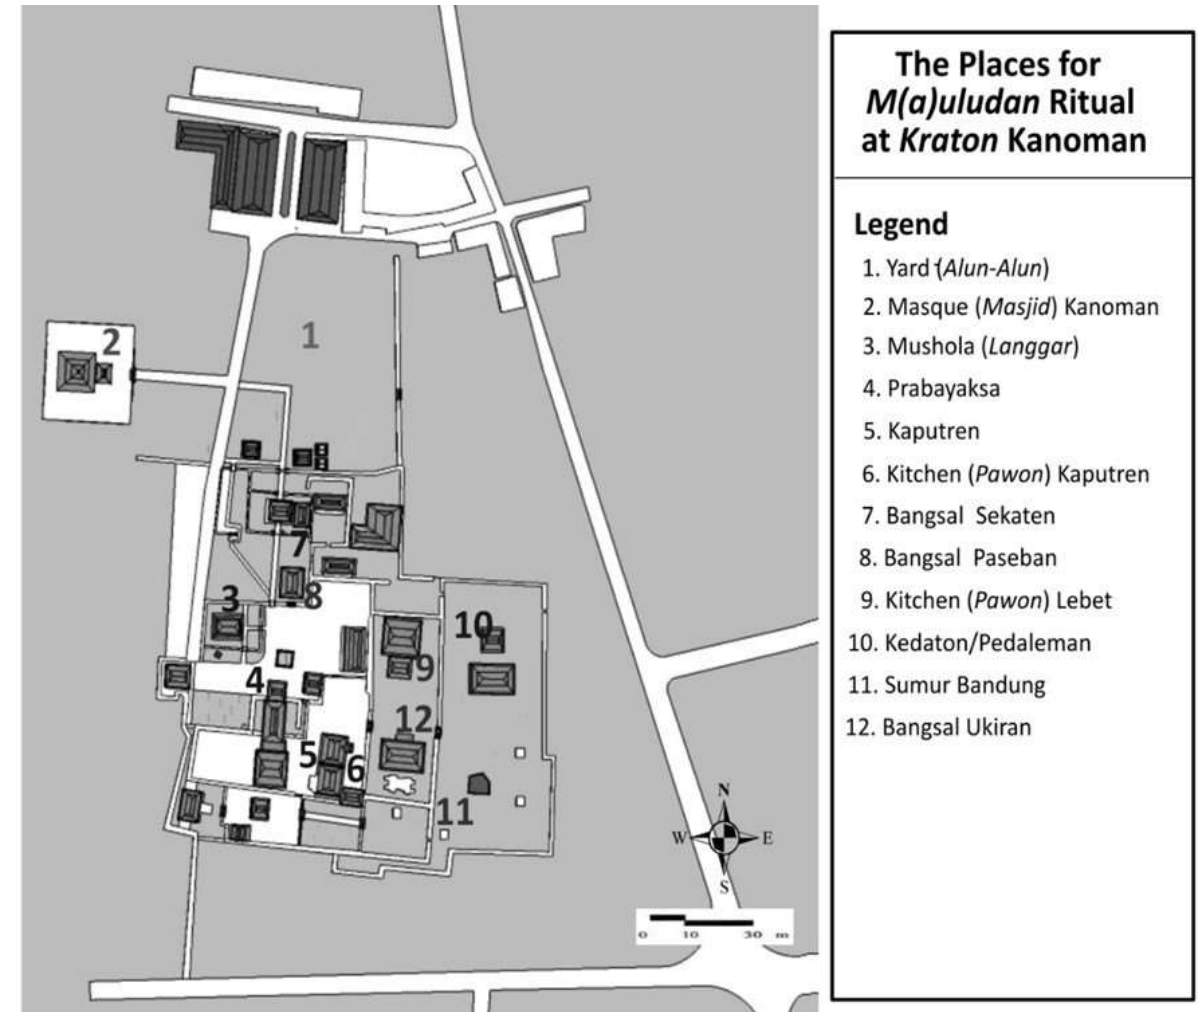 The Places for
M(a)uludan Ritual
at Kraton Kanoman
Legend
1. Yard (Alun-Alun)
2. Masque (Masjid) Kanoman
3. Mushola (Langgar)
4. Prabayaksa
5. Kaputren
6. Kitchen (Pawon) Kaputren
7. Bangsal Sekaten
8. Bangsal Paseban
9. Kitchen (Pawon) Lebet
10. Kedaton/Pedaleman
11. Sumur Bandung
12. Bangsal Ukiran
1
2
7
3
8
10
4
9
12
5
6
11
N
W E
S
0 10 30 m